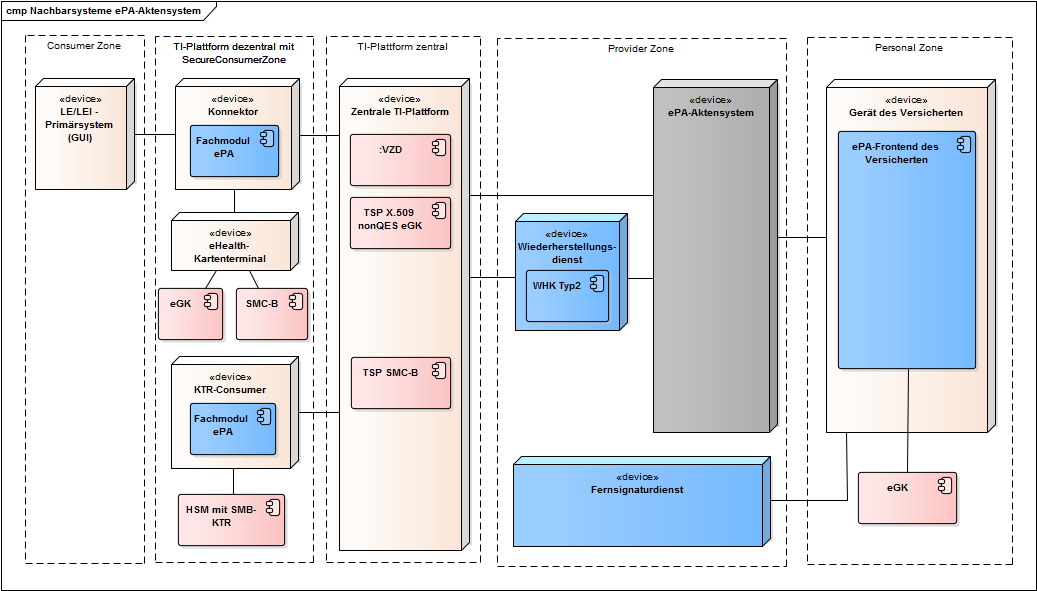 cmp Nachbarsysteme ePA-Aktensystem
Consumer Zone
«device»
LE/LEI -
Primärsystem
(GUI)
TI-Plattform dezentral mit
SecureConsumerZone
«device»
Konnektor
Fachmodul
ePA
«device»
eHealth-
Kartenterminal
eGK
SMC-B
«device»
KTR-Consumer
Fachmodul
ePA
HSM mit SMB-
KTR
TI-Plattform zentral
«device»
Zentrale TI-Plattform
:VZD
TSP X.509
nonQES eGK
TSP SMC-B
Provider Zone
«device»
ePA-Aktensystem
«device»
Wiederherstellungs-
dienst
WHK Typ2
«device»
Fernsignaturdienst
Personal Zone
«device»
Gerät des Versicherten
ePA-Frontend des
Versicherten
eGK